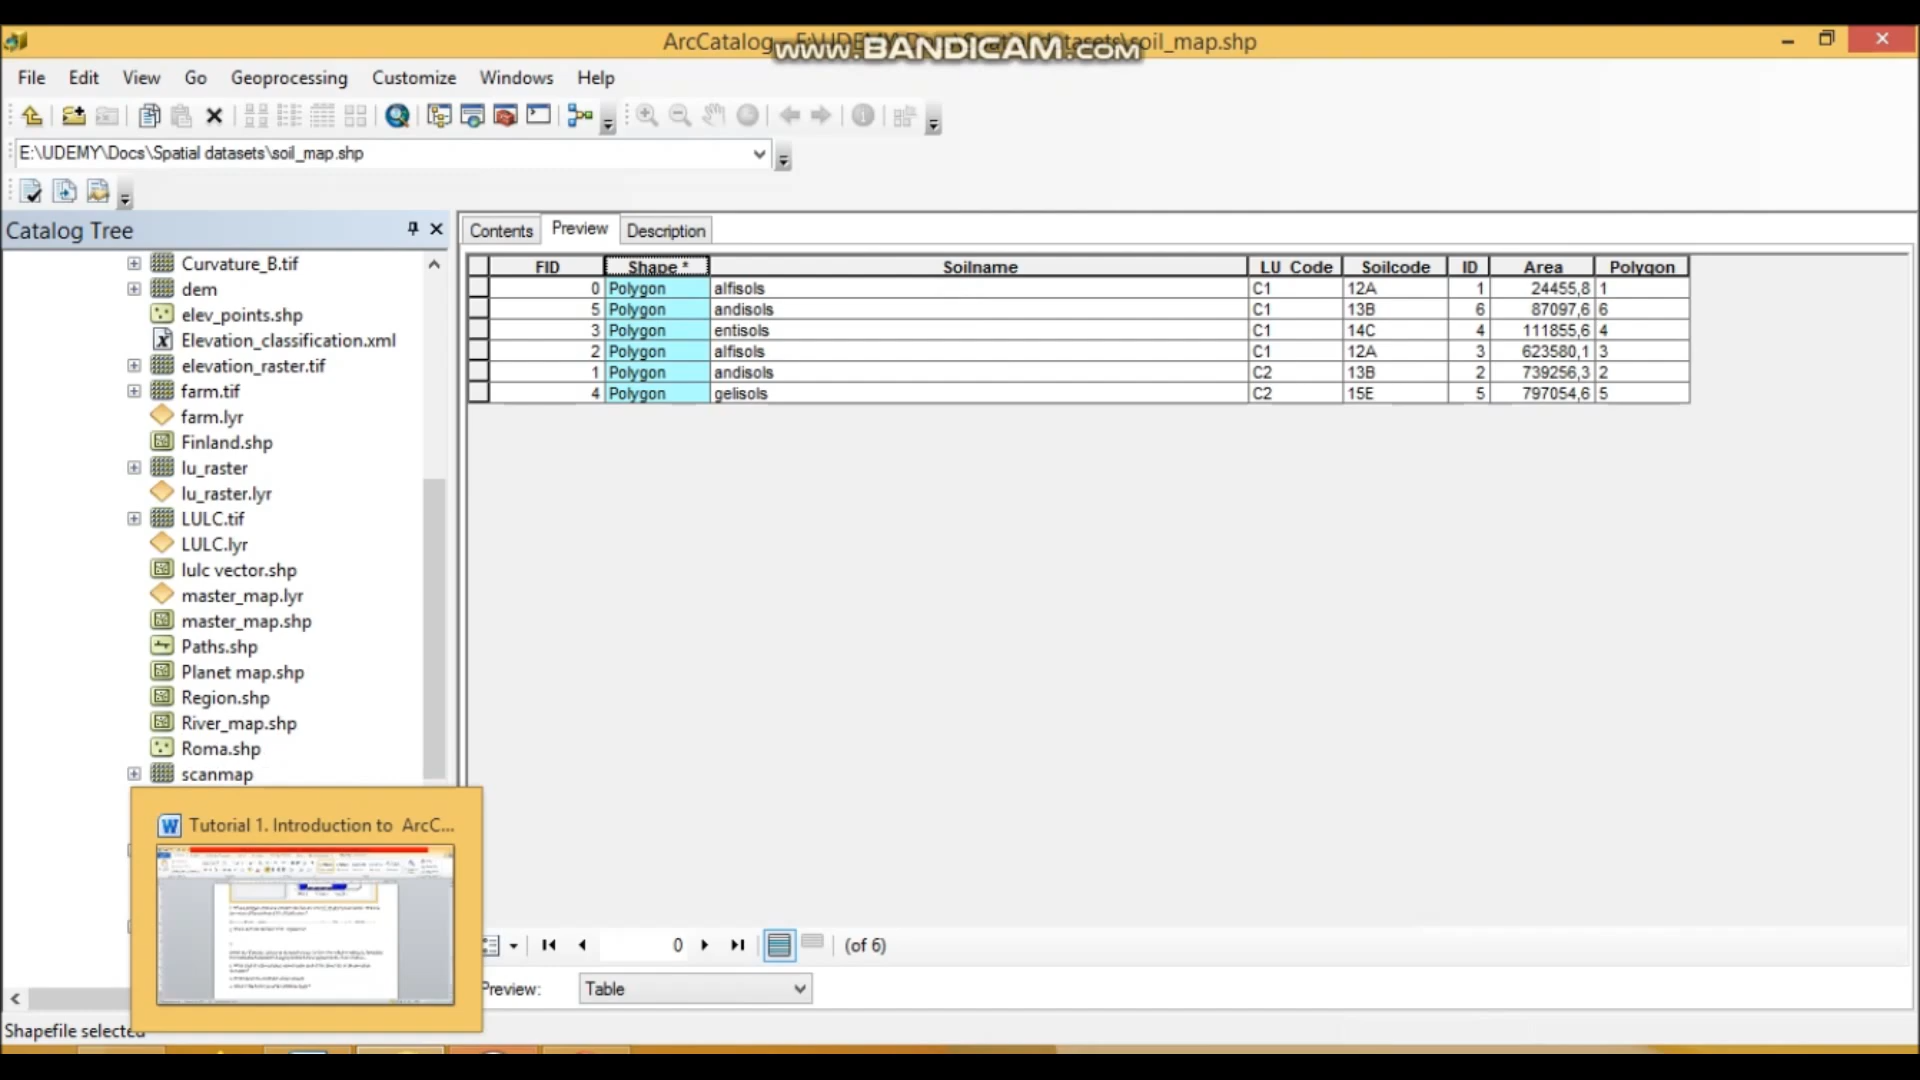 ArcCatalog - E:\UDEMY\Docs\Spatial datasets\soil_map.shp
www.BANDICAM.com
File Edit View Go Geoprocessing Customize Windows Help
E:\UDEMY\Docs\Spatial datasets\soil_map.shp
Catalog Tree
Curvature_B.tif
dem
elev_points.shp
Elevation_classification.xml
elevation_raster.tif
farm.tif
farm.lyr
Finland.shp
lu_raster
lu_raster.lyr
LULC.tif
LULC.lyr
lulc vector.shp
master_map.lyr
master_map.shp
Paths.shp
Planet map.shp
Region.shp
River_map.shp
Roma.shp
scanmap
Tutorial 1. Introduction to ArcC...
Shapefile selected
Contents Preview Description
FID Shape * Soilname LU_Code Soilcode ID Area Polygon
0 Polygon alfisols C1 12A 1 24455,8 1
5 Polygon andisols C1 13B 6 87097,6 6
3 Polygon entisols C1 14C 4 111855,6 4
2 Polygon alfisols C1 12A 3 623580,1 3
1 Polygon andisols C2 13B 2 739256,3 2
4 Polygon gelisols C2 15E 5 797054,6 5
0 (of 6)
Preview: Table